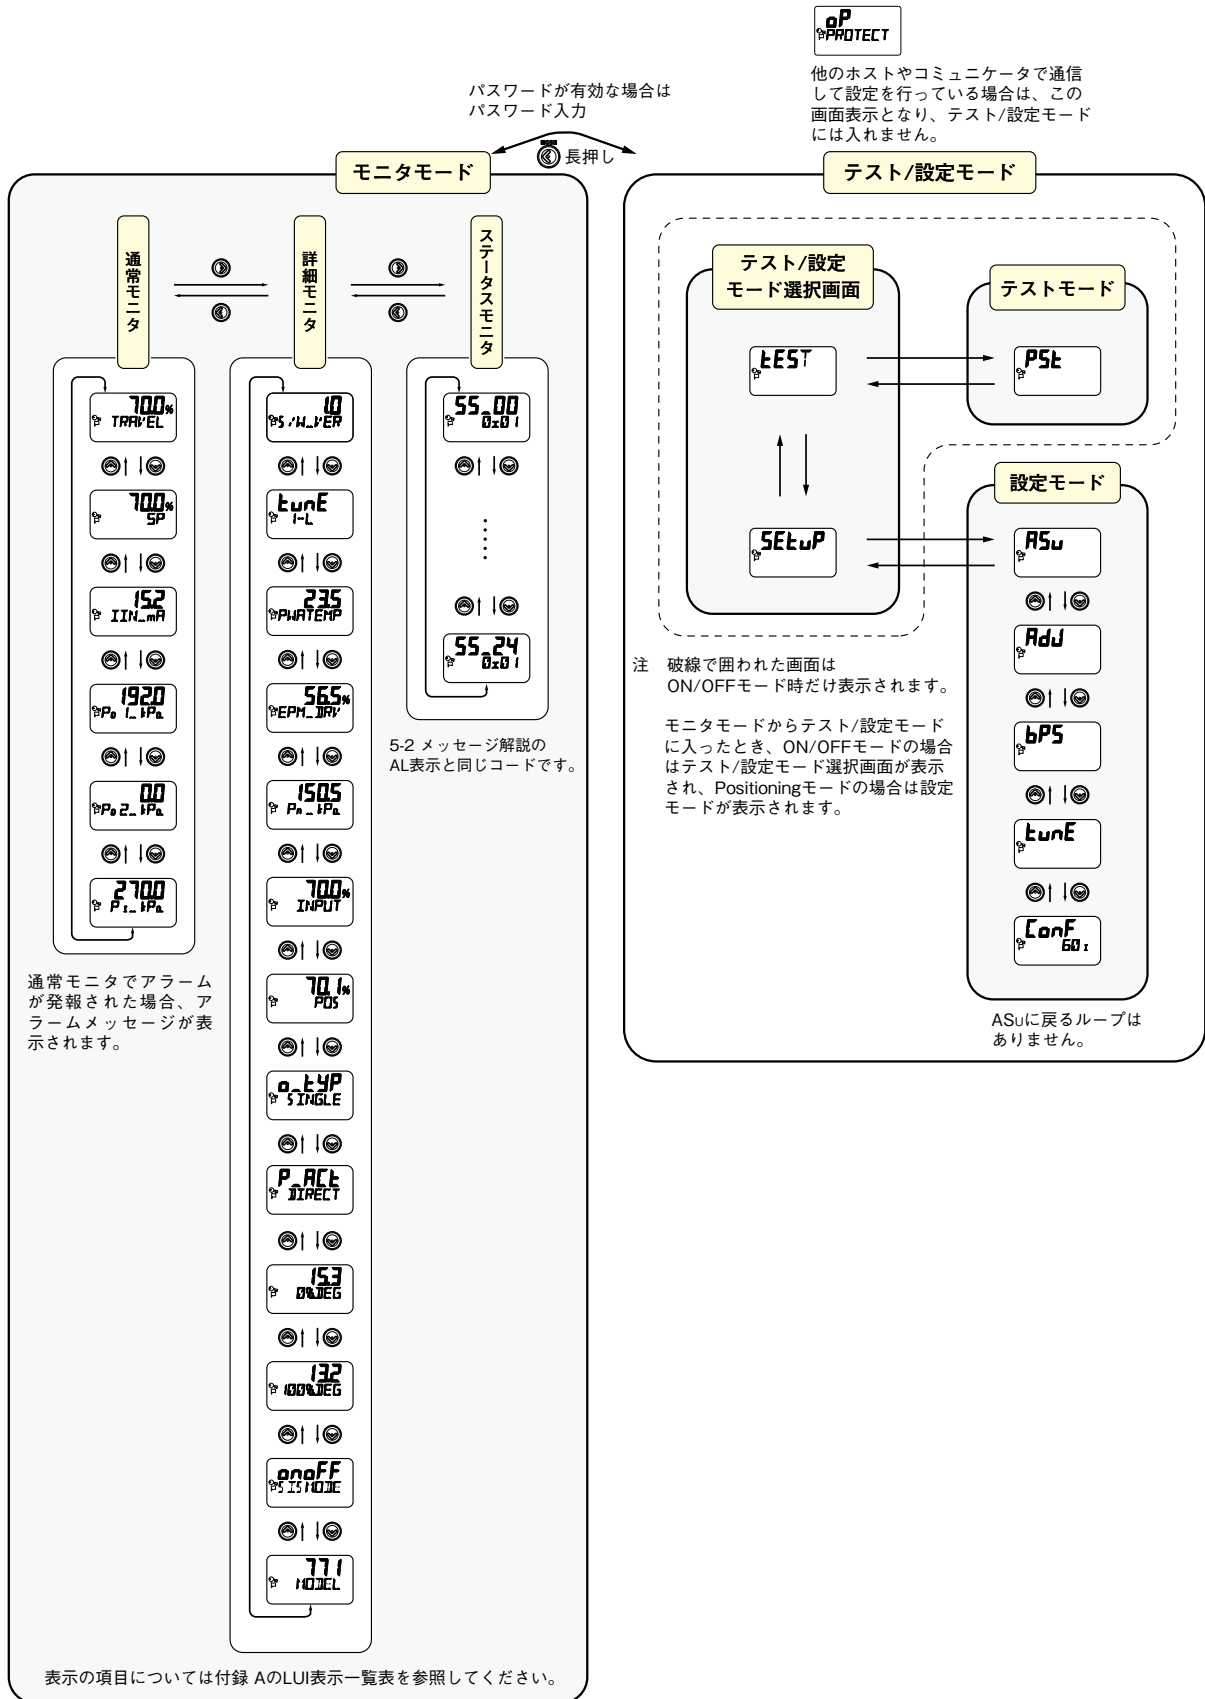 oP
PROTECT
他のホストやコミュニケータで通信
して設定を行っている場合は、この
画面表示となり、テスト/設定モード
には入れません。
パスワードが有効な場合は
パスワード入力
MODE
長押し
モニタモード
通常モニタ
詳細モニタ
ステータスモニタ
70.0%
TRAVEL
70.0%
SP
15.2
IIN_mA
192.0
Po1_kPa
0.0
Po2_kPa
270.0
Pz_kPa
通常モニタでアラーム
が発報された場合、ア
ラームメッセージが表
示されます。
1.0
S/W_VER
tunE
1-L
23.5
PWATEMP
56.5%
EPM_DRV
150.5
Pn_kPa
70.0%
INPUT
70.1%
POS
o_tYP
SINGLE
P_ACt
DIRECT
15.3
0%DEG
13.2
100%DEG
onoFF
SISMODE
771
MODEL
SS_00
0x01
SS_24
0x01
5-2 メッセージ解説の
AL表示と同じコードです。
表示の項目については付録 AのLUI表示一覧表を参照してください。
テスト/設定モード
テスト/設定
モード選択画面
tEST
SEtuP
テストモード
PSt
設定モード
ASu
AdJ
bPS
tunE
ConF
ASUに戻るループは
ありません。
注 破線で囲われた画面は
ON/OFFモード時だけ表示されます。
モニタモードからテスト/設定モード
に入ったとき、ON/OFFモードの場合
はテスト/設定モード選択画面が表示
され、Positioningモードの場合は設定
モードが表示されます。